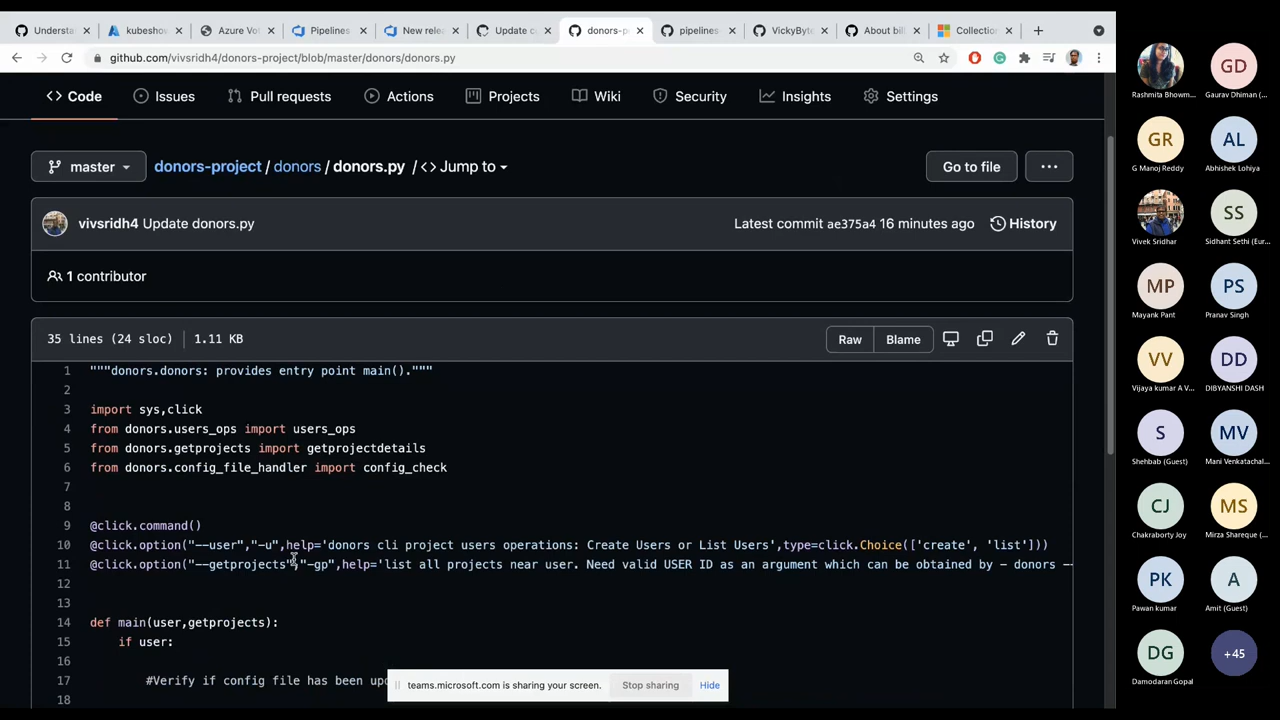 Understa
kubeshow
Azure Vot
Pipelines
New relea
Update co
donors-p
pipelines
VickyByte
About bil
Collection
github.com/vivsridh4/donors-project/blob/master/donors/donors.py
<> Code
Issues
Pull requests
Actions
Projects
Wiki
Security
Insights
Settings
master
donors-project / donors / donors.py / <> Jump to
Go to file
...
vivsridh4 Update donors.py
Latest commit ae375a4 16 minutes ago
History
1 contributor
35 lines (24 sloc) | 1.11 KB
Raw
Blame
1 """donors.donors: provides entry point main()."""
2
3 import sys,click
4 from donors.users_ops import users_ops
5 from donors.getprojects import getprojectdetails
6 from donors.config_file_handler import config_check
7
8
9 @click.command()
10 @click.option("--user","-u",help='donors cli project users operations: Create Users or List Users',type=click.Choice(['create', 'list']))
11 @click.option("--getprojects","-gp",help='list all projects near user. Need valid USER ID as an argument which can be obtained by - donors --
12
13
14 def main(user,getprojects):
15 if user:
16
17 #Verify if config file has been up
18
teams.microsoft.com is sharing your screen.
Stop sharing
Hide
Rashmita Bhowm...
GD
Gaurav Dhiman (...
GR
G Manoj Reddy
AL
Abhishek Lohiya
Vivek Sridhar
SS
Sidhant Sethi (Eur...
MP
Mayank Pant
PS
Pranav Singh
VV
Vijaya kumar A V...
DD
DIBYANSHI DASH
S
Shehbab (Guest)
MV
Mani Venkatachal...
CJ
Chakraborty Joy
MS
Mirza Shareque (...
PK
Pawan kumar
A
Amit (Guest)
DG
Damodaran Gopal
+45